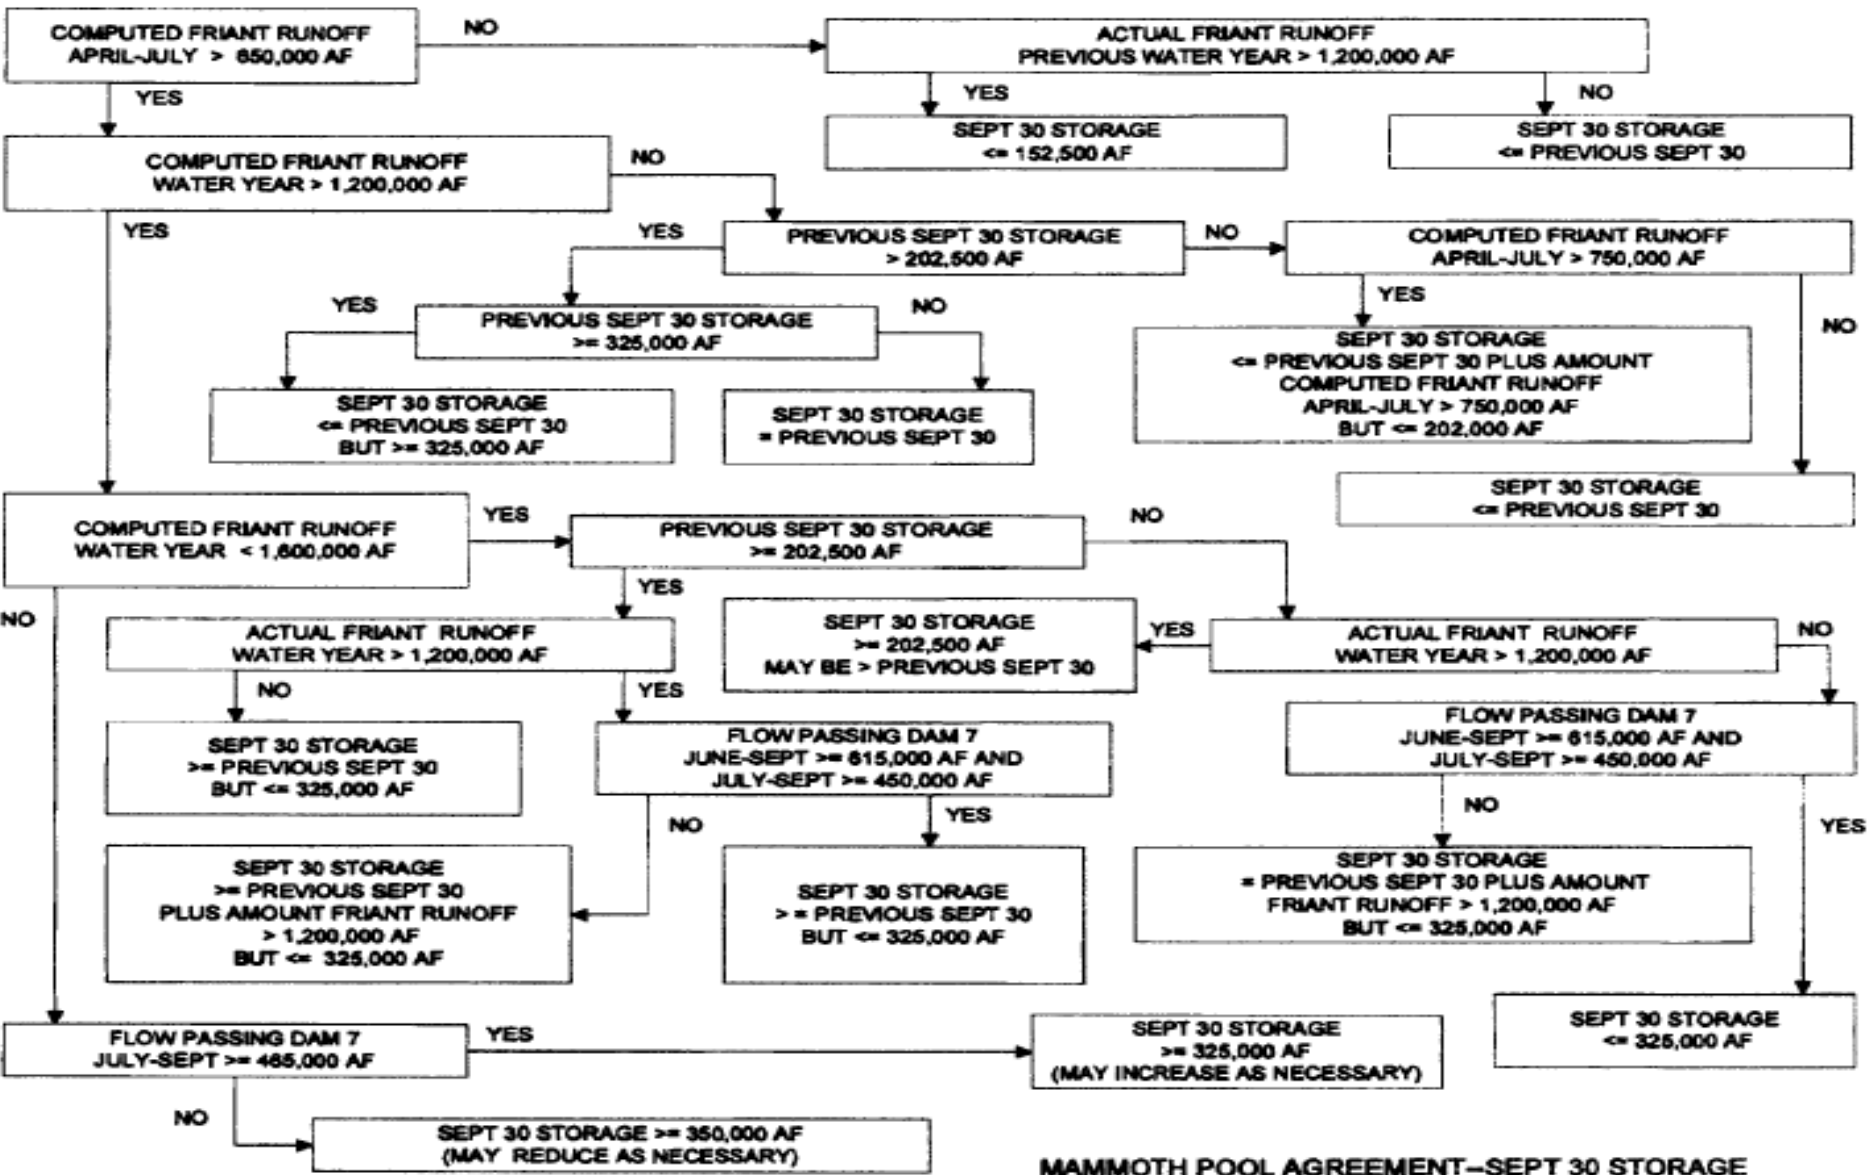 COMPUTED FRIANT RUNOFF
APRIL-JULY > 650,000 AF
NO
ACTUAL FRIANT RUNOFF
PREVIOUS WATER YEAR > 1,200,000 AF
YES
YES
NO
SEPT 30 STORAGE
<= 152,500 AF
SEPT 30 STORAGE
<= PREVIOUS SEPT 30
COMPUTED FRIANT RUNOFF
WATER YEAR > 1,200,000 AF
NO
YES
PREVIOUS SEPT 30 STORAGE
> 202,500 AF
YES
NO
COMPUTED FRIANT RUNOFF
APRIL-JULY > 750,000 AF
YES
NO
PREVIOUS SEPT 30 STORAGE
>= 325,000 AF
YES
NO
SEPT 30 STORAGE
<= PREVIOUS SEPT 30 PLUS AMOUNT
COMPUTED FRIANT RUNOFF
APRIL-JULY > 750,000 AF
BUT <= 202,000 AF
SEPT 30 STORAGE
<= PREVIOUS SEPT 30
BUT >= 325,000 AF
SEPT 30 STORAGE
= PREVIOUS SEPT 30
SEPT 30 STORAGE
<= PREVIOUS SEPT 30
COMPUTED FRIANT RUNOFF
WATER YEAR < 1,600,000 AF
YES
PREVIOUS SEPT 30 STORAGE
>= 202,500 AF
NO
YES
NO
ACTUAL FRIANT RUNOFF
WATER YEAR > 1,200,000 AF
SEPT 30 STORAGE
>= 202,500 AF
MAY BE > PREVIOUS SEPT 30
YES
ACTUAL FRIANT RUNOFF
WATER YEAR > 1,200,000 AF
NO
NO
YES
SEPT 30 STORAGE
>= PREVIOUS SEPT 30
BUT <= 325,000 AF
FLOW PASSING DAM 7
JUNE-SEPT >= 615,000 AF AND
JULY-SEPT >= 450,000 AF
FLOW PASSING DAM 7
JUNE-SEPT >= 615,000 AF AND
JULY-SEPT >= 450,000 AF
NO
YES
NO
YES
SEPT 30 STORAGE
>= PREVIOUS SEPT 30
PLUS AMOUNT FRIANT RUNOFF
> 1,200,000 AF
BUT <= 325,000 AF
SEPT 30 STORAGE
> = PREVIOUS SEPT 30
BUT <= 325,000 AF
SEPT 30 STORAGE
= PREVIOUS SEPT 30 PLUS AMOUNT
FRIANT RUNOFF > 1,200,000 AF
BUT <= 325,000 AF
SEPT 30 STORAGE
<= 325,000 AF
FLOW PASSING DAM 7
JULY-SEPT >= 465,000 AF
YES
SEPT 30 STORAGE
>= 325,000 AF
(MAY INCREASE AS NECESSARY)
NO
SEPT 30 STORAGE >= 350,000 AF
(MAY REDUCE AS NECESSARY)
MAMMOTH POOL AGREEMENT--SEPT 30 STORAGE